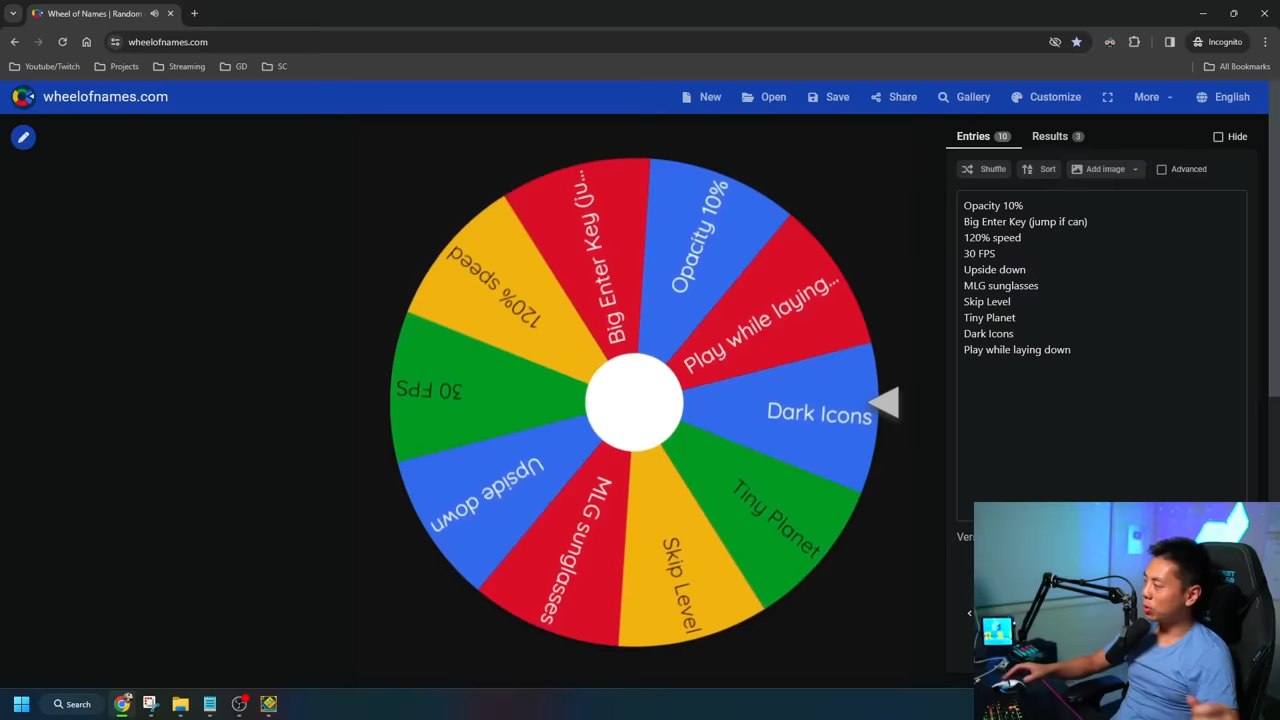 Wheel of Names | Random
wheelofnames.com
Incognito
Youtube/Twitch
Projects
Streaming
GD
SC
All Bookmarks
wheelofnames.com
New
Open
Save
Share
Gallery
Customize
More
English
Entries 10
Results 3
Hide
Shuffle
Sort
Add image
Advanced
Opacity 10%
Big Enter Key (jump if can)
120% speed
30 FPS
Upside down
MLG sunglasses
Skip Level
Tiny Planet
Dark Icons
Play while laying down
Big Enter Key (ju...
Opacity 10%
Play while laying...
Dark Icons
Tiny Planet
Skip Level
MLG sunglasses
Upside down
30 FPS
120% speed
Search